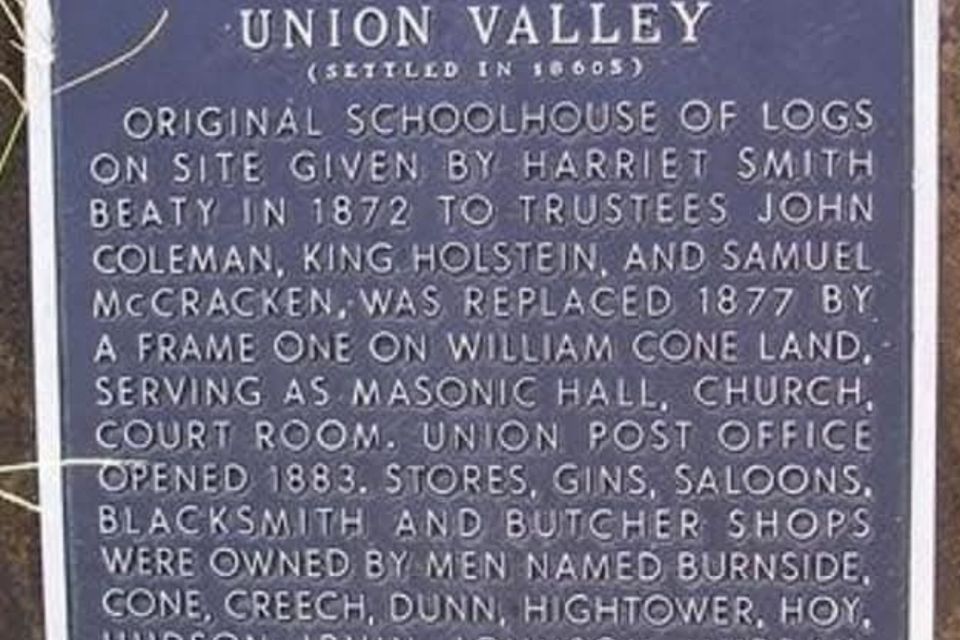 UNION VALLEY
(SETTLED IN 1860S)
ORIGINAL SCHOOLHOUSE OF LOGS
ON SITE GIVEN BY HARRIET SMITH
BEATY IN 1872 TO TRUSTEES JOHN
COLEMAN, KING HOLSTEIN, AND SAMUEL
McCRACKEN, WAS REPLACED 1877 BY
A FRAME ONE ON WILLIAM CONE LAND,
SERVING AS MASONIC HALL, CHURCH,
COURT ROOM. UNION POST OFFICE
OPENED 1883. STORES, GINS, SALOONS,
BLACKSMITH AND BUTCHER SHOPS
WERE OWNED BY MEN NAMED BURNSIDE,
CONE, CREECH, DUNN, HIGHTOWER, HOY,